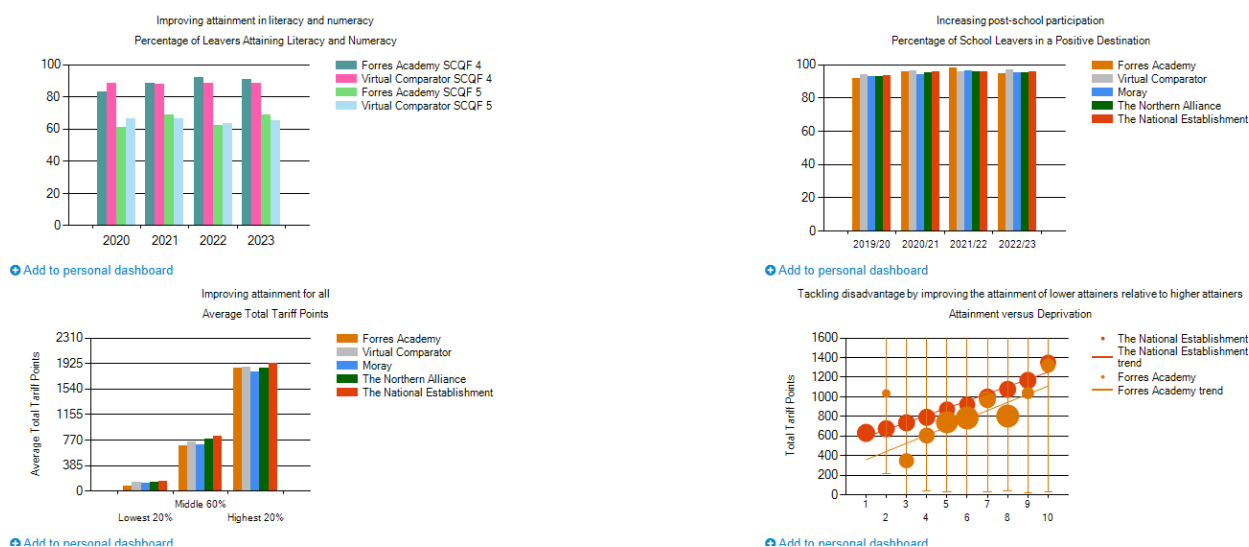 Improving attainment in literacy and numeracy
Percentage of Leavers Attaining Literacy and Numeracy
100
80
60
40
20
0
2020 2021 2022 2023
Forres Academy SCQF 4
Virtual Comparator SCQF 4
Forres Academy SCQF 5
Virtual Comparator SCQF 5
Add to personal dashboard
Increasing post-school participation
Percentage of School Leavers in a Positive Destination
100
80
60
40
20
0
2019/20 2020/21 2021/22 2022/23
Forres Academy
Virtual Comparator
Moray
The Northern Alliance
The National Establishment
Add to personal dashboard
Improving attainment for all
Average Total Tariff Points
Average Total Tariff Points
2310
1925
1540
1155
770
385
0
Middle 60%
Lowest 20% Highest 20%
Forres Academy
Virtual Comparator
Moray
The Northern Alliance
The National Establishment
Add to personal dashboard
Tackling disadvantage by improving the attainment of lower attainers relative to higher attainers
Attainment versus Deprivation
Total Tariff Points
1600
1400
1200
1000
800
600
400
200
0
1 3 5 7 9
2 4 6 8 10
The National Establishment
The National Establishment
trend
Forres Academy
Forres Academy trend
Add to personal dashboard